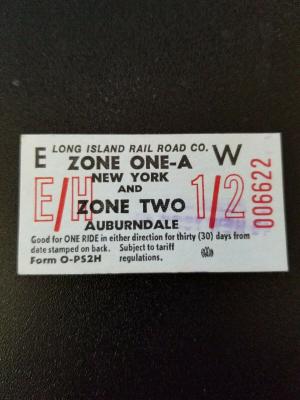 LONG ISLAND RAIL ROAD CO.
E ZONE ONE-A W
NEW YORK
E/H AND 1/2
ZONE TWO
AUBURNDALE
006622
Good for ONE RIDE in either direction for thirty (30) days from
date stamped on back. Subject to tariff
Form O-PS2H regulations.